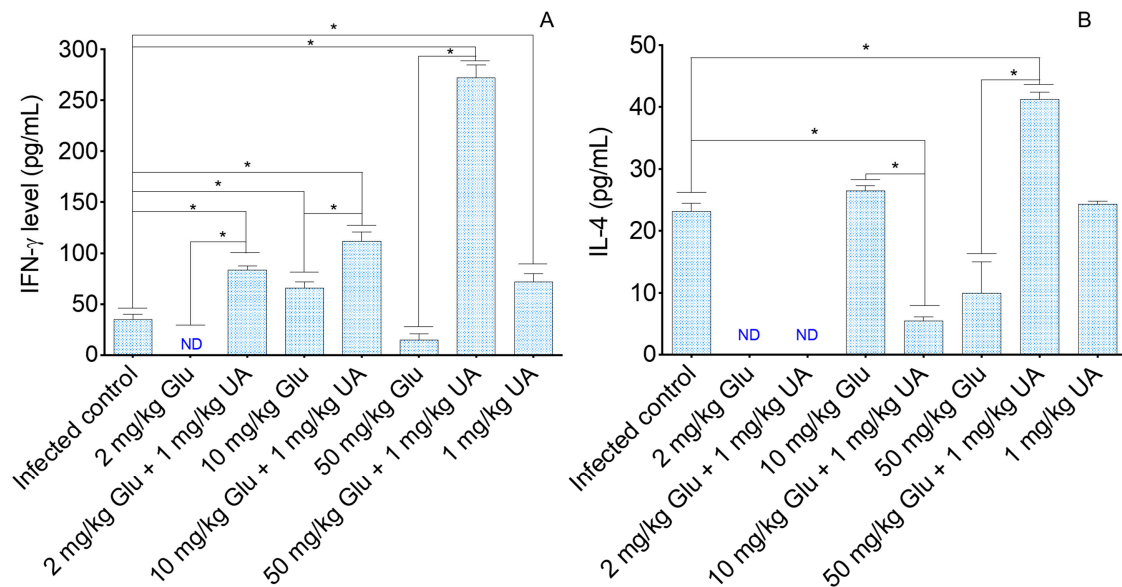 A
IFN-γ level (pg/mL)
300
250
200
150
100
50
0
*
*
*
*
*
*
*
*
ND
Infected control
2 mg/kg Glu
2 mg/kg Glu + 1 mg/kg UA
10 mg/kg Glu
10 mg/kg Glu + 1 mg/kg UA
50 mg/kg Glu
50 mg/kg Glu + 1 mg/kg UA
1 mg/kg UA
B
IL-4 (pg/mL)
50
40
30
20
10
0
*
*
*
*
ND
ND
Infected control
2 mg/kg Glu
2 mg/kg Glu + 1 mg/kg UA
10 mg/kg Glu
10 mg/kg Glu + 1 mg/kg UA
50 mg/kg Glu
50 mg/kg Glu + 1 mg/kg UA
1 mg/kg UA